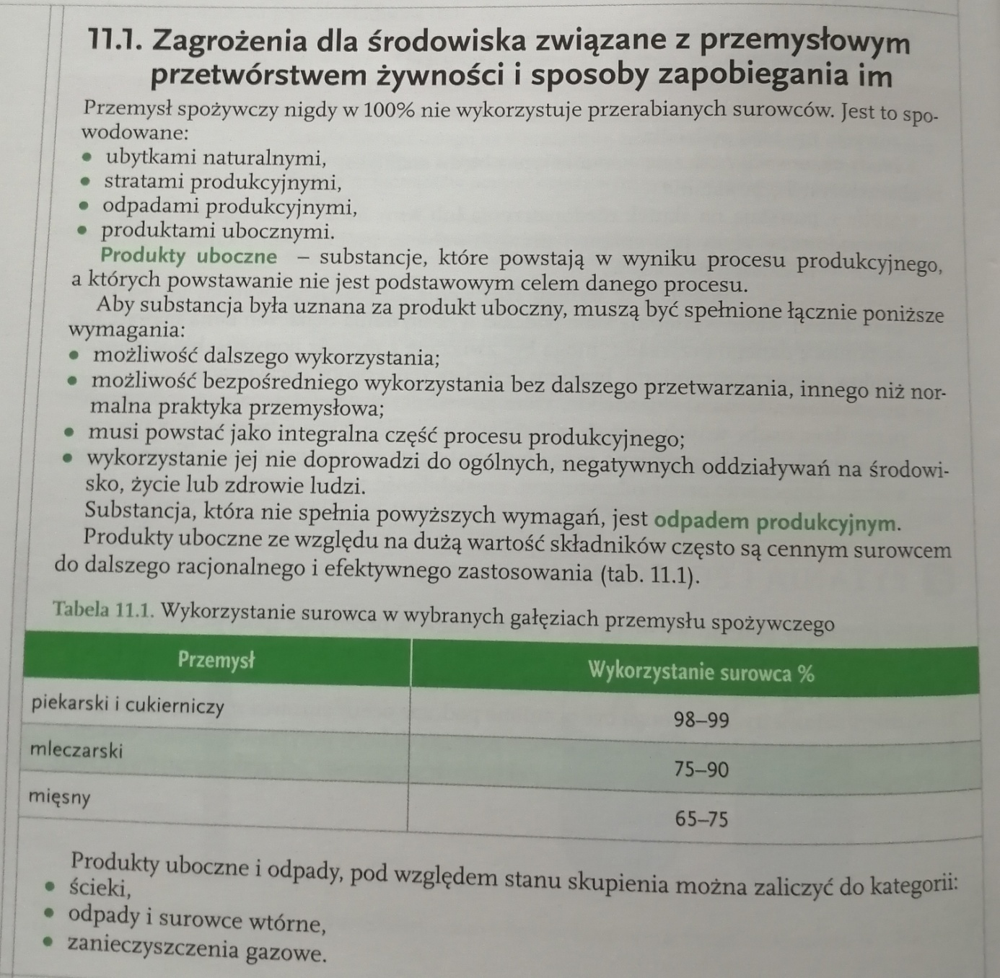 11.1. Zagrożenia dla środowiska związane z przemysłowym
przetwórstwem żywności i sposoby zapobiegania im
Przemysł spożywczy nigdy w 100% nie wykorzystuje przerabianych surowców. Jest to spo-
wodowane:
• ubytkami naturalnymi,
• stratami produkcyjnymi,
• odpadami produkcyjnymi,
• produktami ubocznymi.
Produkty uboczne – substancje, które powstają w wyniku procesu produkcyjnego,
a których powstawanie nie jest podstawowym celem danego procesu.
Aby substancja była uznana za produkt uboczny, muszą być spełnione łącznie poniższe
wymagania:
• możliwość dalszego wykorzystania;
• możliwość bezpośredniego wykorzystania bez dalszego przetwarzania, innego niż nor-
malna praktyka przemysłowa;
• musi powstać jako integralna część procesu produkcyjnego;
• wykorzystanie jej nie doprowadzi do ogólnych, negatywnych oddziaływań na środowi-
sko, życie lub zdrowie ludzi.
Substancja, która nie spełnia powyższych wymagań, jest odpadem produkcyjnym.
Produkty uboczne ze względu na dużą wartość składników często są cennym surowcem
do dalszego racjonalnego i efektywnego zastosowania (tab. 11.1).
Tabela 11.1. Wykorzystanie surowca w wybranych gałęziach przemysłu spożywczego
Przemysł Wykorzystanie surowca %
piekarski i cukierniczy 98–99
mleczarski 75–90
mięsny 65–75
Produkty uboczne i odpady, pod względem stanu skupienia można zaliczyć do kategorii:
• ścieki,
• odpady i surowce wtórne,
• zanieczyszczenia gazowe.